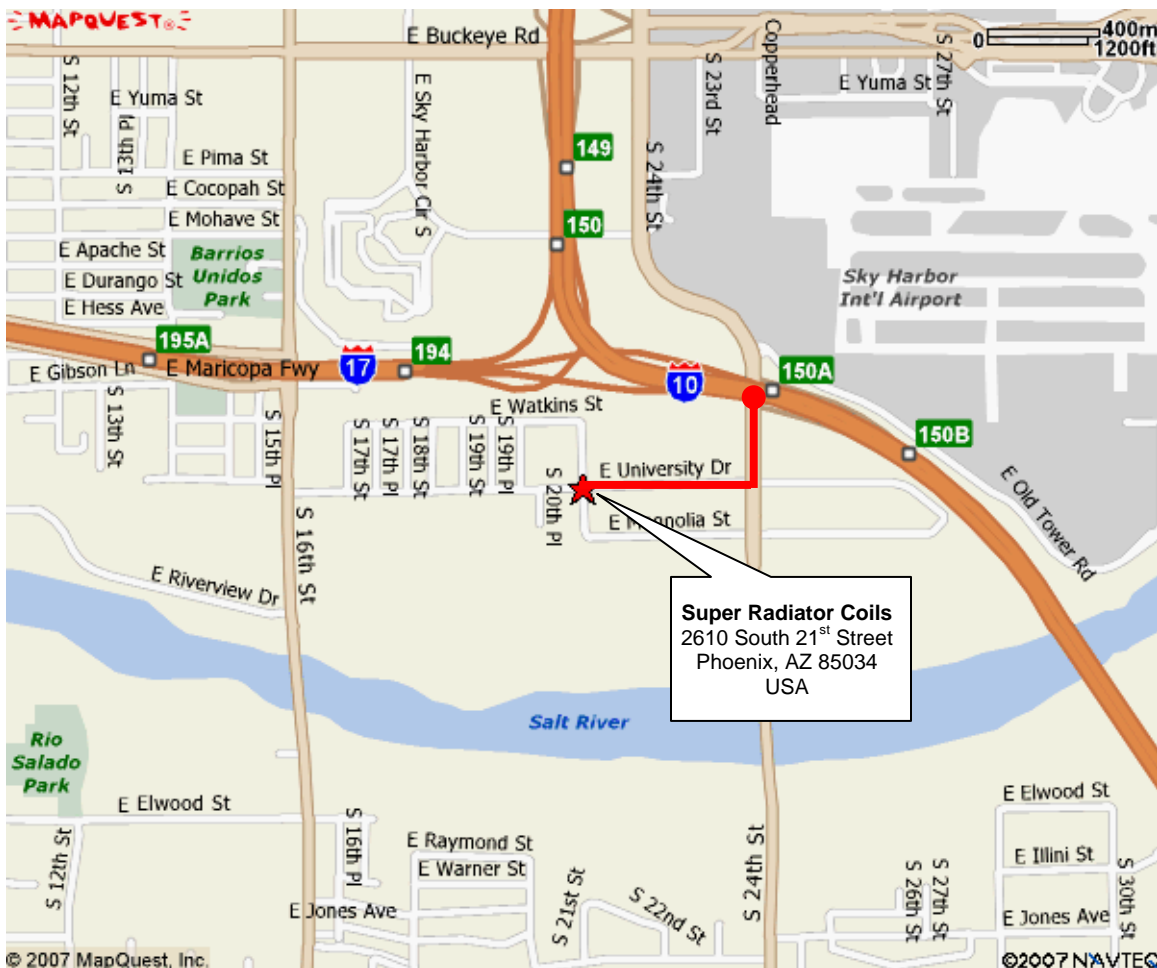 MAPQUEST®
E Buckeye Rd
Copperhead
0
400m
1200ft
S 12th St
E Yuma St
S 13th Pl
E Sky Harbor Cir S
S 23rd St
S 27th St
E Yuma St
149
E Pima St
S 24th St
E Cocopah St
E Mohave St
150
E Apache St
Barrios
Unidos
Park
E Durango St
E Hess Ave
Sky Harbor
Int'l Airport
195A
E Maricopa Fwy
17
194
10
150A
E Gibson Ln
S 13th St
S 15th Pl
E Watkins St
S 17th St
S 17th Pl
S 18th St
S 19th St
S 19th Pl
150B
E University Dr
S 20th Pl
E Old Tower Rd
S 16th St
E Magnolia St
E Riverview Dr
Super Radiator Coils
2610 South 21st Street
Phoenix, AZ 85034
USA
Salt River
Rio
Salado
Park
E Elwood St
E Elwood St
S 12th St
S 16th Pl
E Raymond St
E Warner St
S 24th St
E Illini St
S 21st St
S 22nd St
S 26th St
S 27th St
S 30th St
E Jones Ave
E Jones Ave
© 2007 MapQuest, Inc.
©2007 NAVTEQ